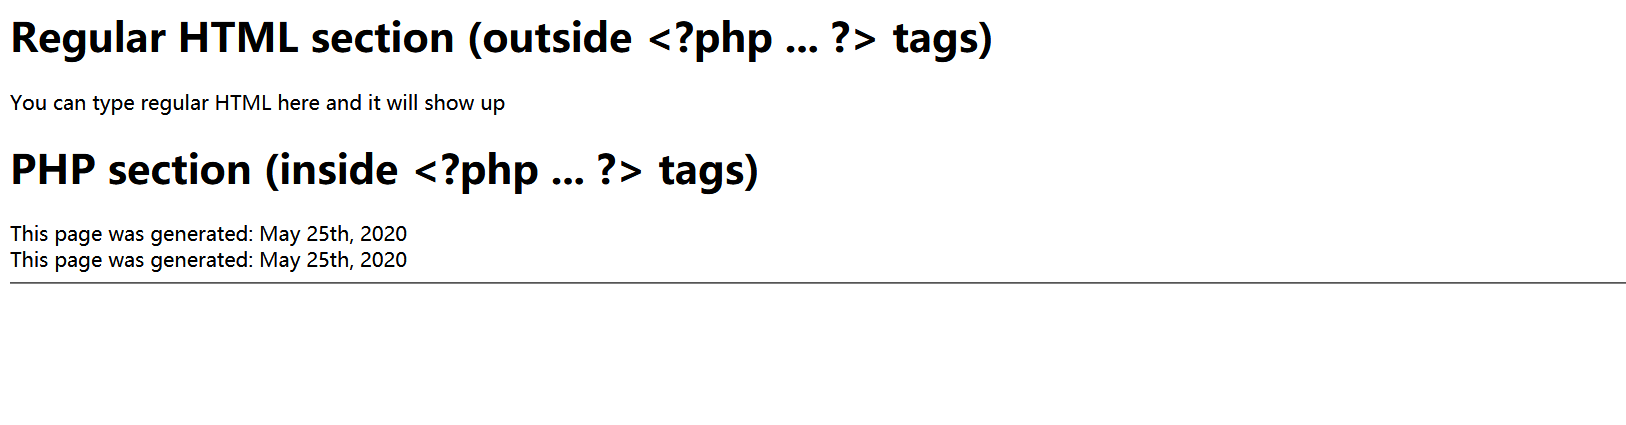 Regular HTML section (outside <?php ... ?> tags)
You can type regular HTML here and it will show up
PHP section (inside <?php ... ?> tags)
This page was generated: May 25th, 2020
This page was generated: May 25th, 2020